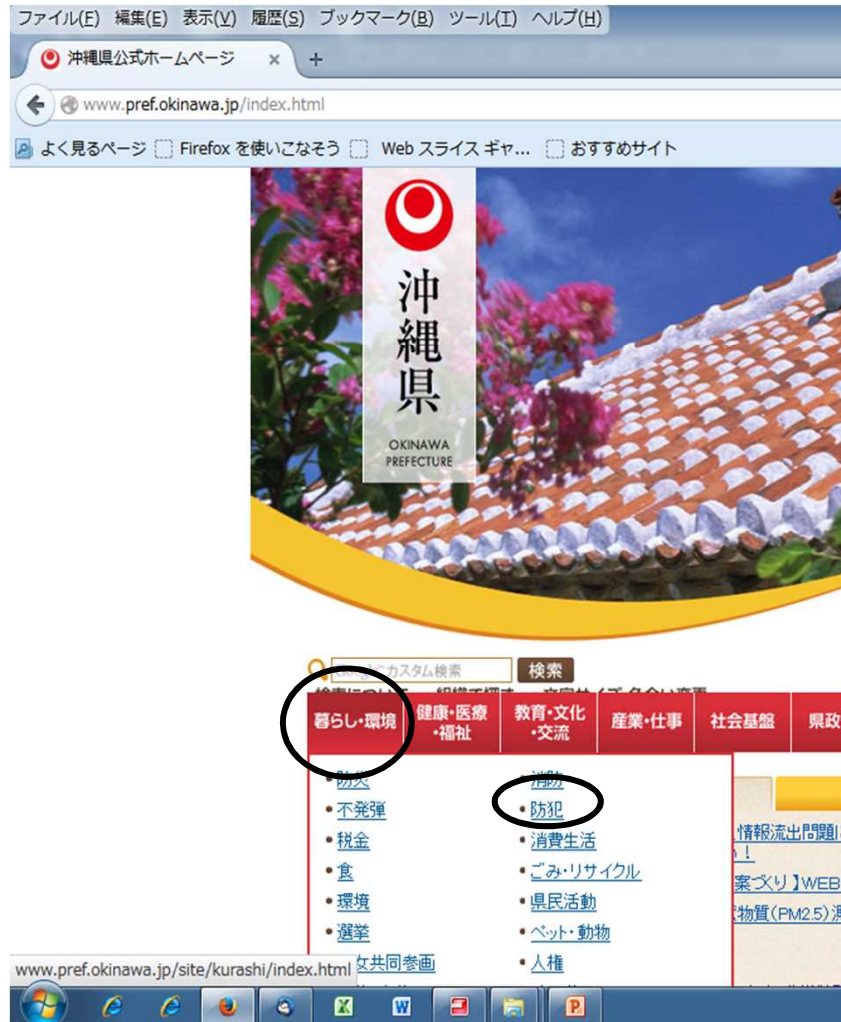 ファイル(F) 編集(E) 表示(V) 履歴(S) ブックマーク(B) ツール(T) ヘルプ(H)
沖縄県公式ホームページ × +
www.pref.okinawa.jp/index.html
よく見るページ Firefox を使いこなそう Web スライス ギャ... おすすめサイト
沖縄県
OKINAWA
PREFECTURE
カスタム検索 検索
暮らし・環境 健康・医療・福祉 教育・文化・交流 産業・仕事 社会基盤 県政
防災 消防
不発弾 防犯
税金 消費生活
食 ごみ・リサイクル
環境 県民活動
選挙 ペット・動物
女共同参画 人権
情報流出問題
案づくり】WEB
物質(PM2.5)
www.pref.okinawa.jp/site/kurashi/index.html